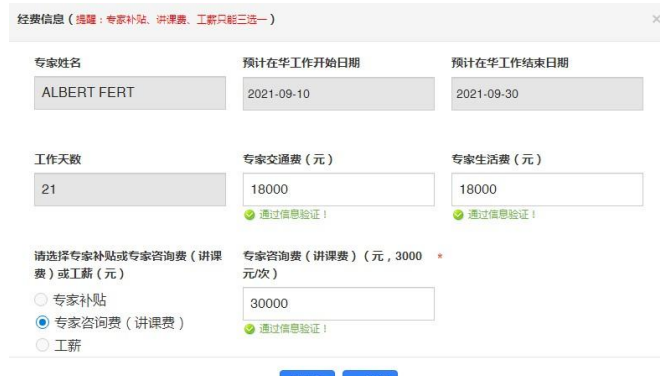 经费信息（提醒：专家补贴、讲课费、工薪只能三选一） ×
专家姓名 预计在华工作开始日期 预计在华工作结束日期
ALBERT FERT 2021-09-10 2021-09-30
工作天数 专家交通费（元） 专家生活费（元）
21 18000 18000
通过信息验证！ 通过信息验证！
请选择专家补贴或专家咨询费（讲课 专家咨询费（讲课费）（元，3000 *
费）或工薪（元） 元/次）
专家补贴 30000
专家咨询费（讲课费） 通过信息验证！
工薪